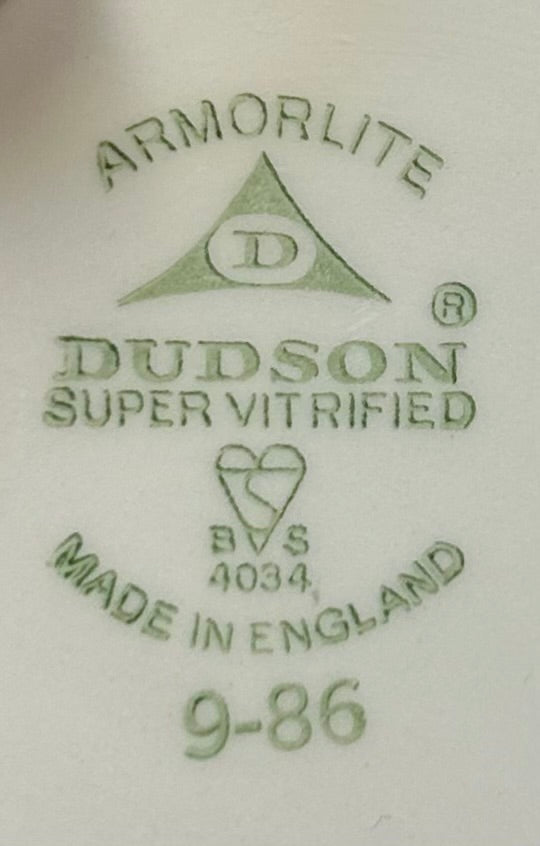 ARMORLITE
D
®
DUDSON
SUPER VITRIFIED
B S
4034
MADE IN ENGLAND
9-86